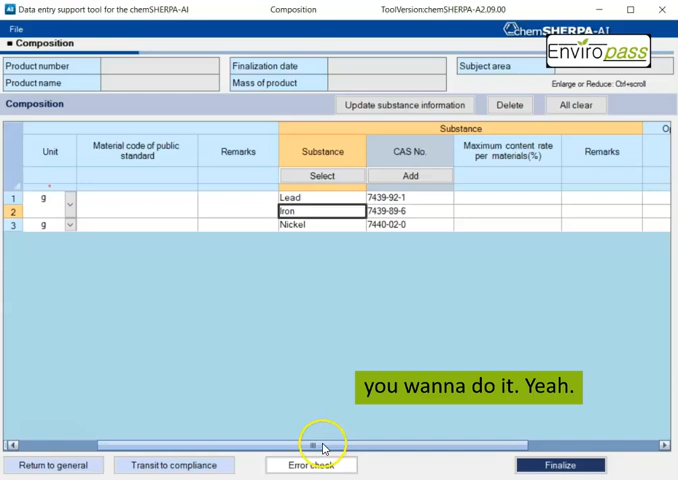 Data entry support tool for the chemSHERPA-AI
Composition
ToolVersion:chemSHERPA-A2.09.00
File
chemSHERPA-AI
Enviropass
Composition
Product number
Finalization date
Subject area
Product name
Mass of product
Enlarge or Reduce: Ctrl+scroll
Composition
Update substance information
Delete
All clear
Substance
Unit
Material code of public
standard
Remarks
Substance
CAS No.
Maximum content rate
per materials(%)
Remarks
Select
Add
*
1 g Lead 7439-92-1
2 Iron 7439-89-6
3 g Nickel 7440-02-0
you wanna do it. Yeah.
Return to general
Transit to compliance
Error check
Finalize